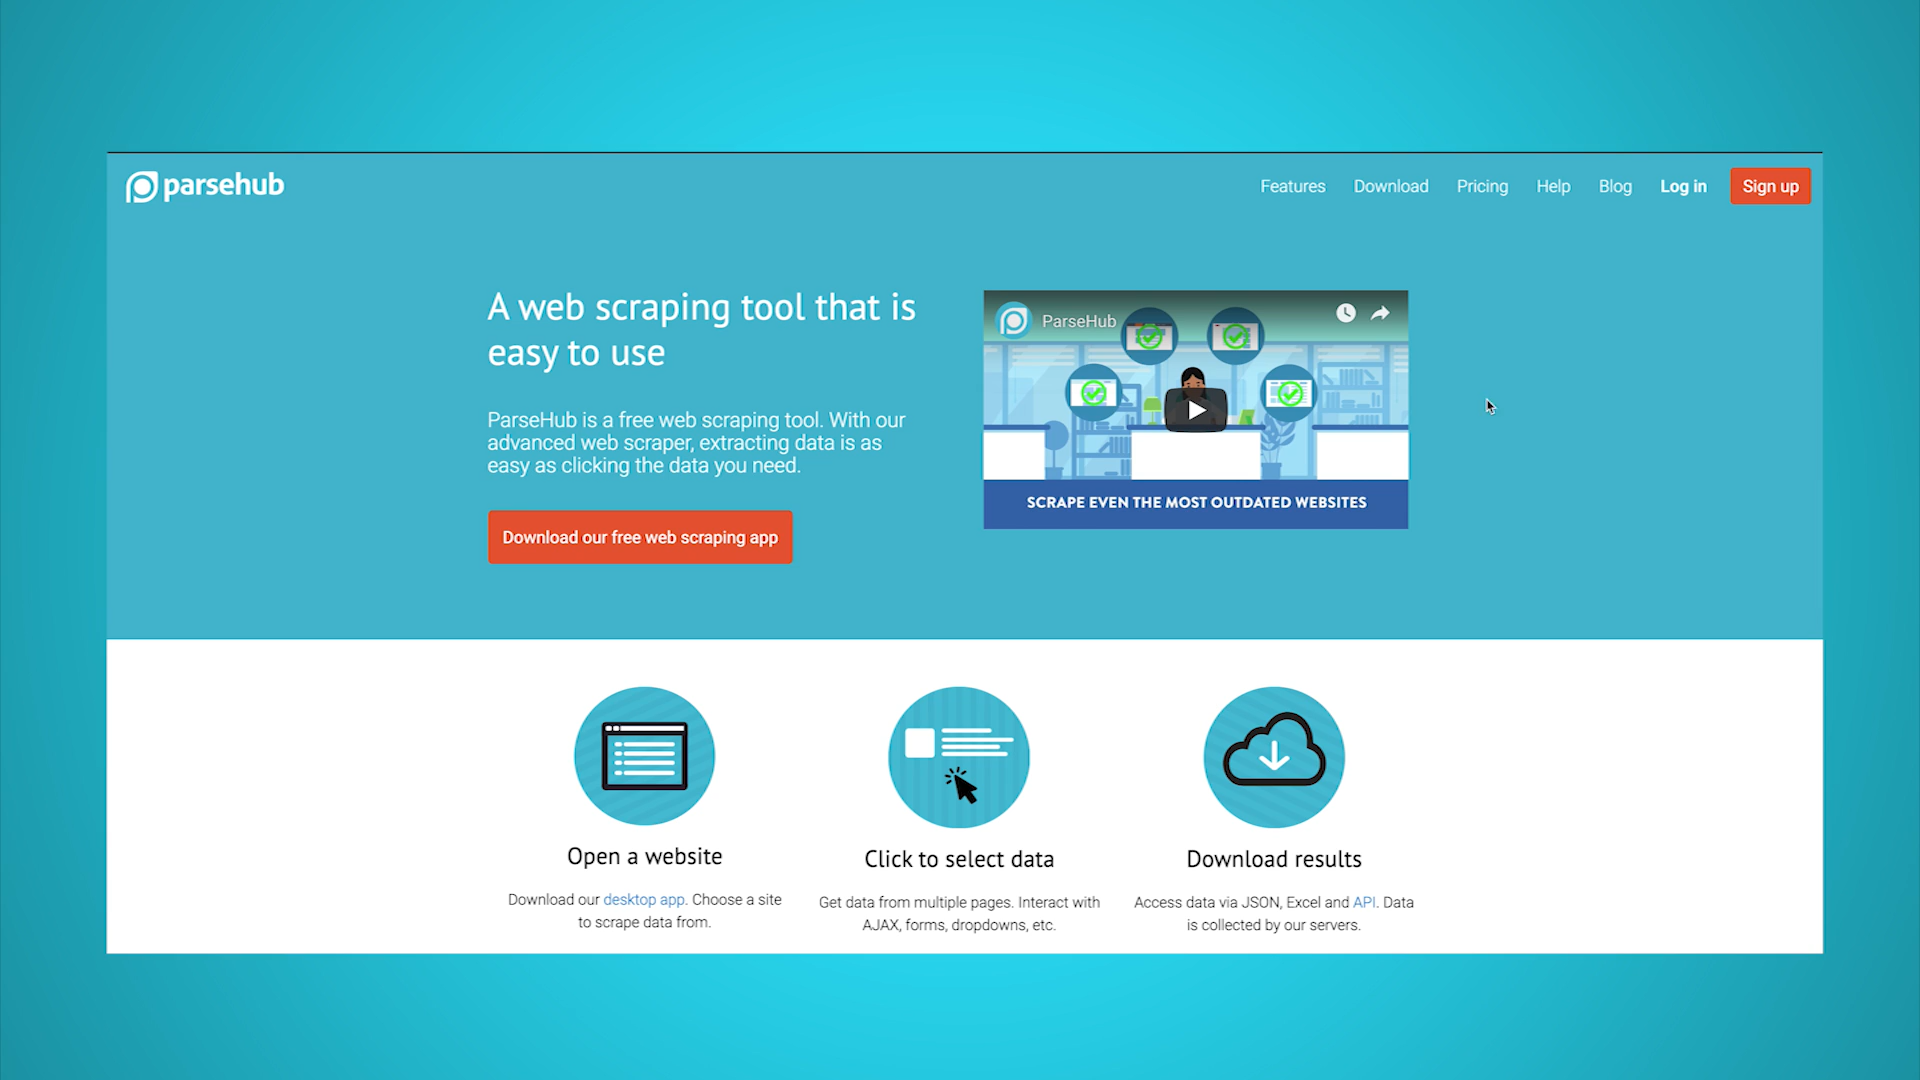 parsehub
Features Download Pricing Help Blog Log in Sign up
A web scraping tool that is
easy to use
ParseHub is a free web scraping tool. With our
advanced web scraper, extracting data is as
easy as clicking the data you need.
Download our free web scraping app
ParseHub
SCRAPE EVEN THE MOST OUTDATED WEBSITES
Open a website
Download our desktop app. Choose a site
to scrape data from.
Click to select data
Get data from multiple pages. Interact with
AJAX, forms, dropdowns, etc.
Download results
Access data via JSON, Excel and API. Data
is collected by our servers.